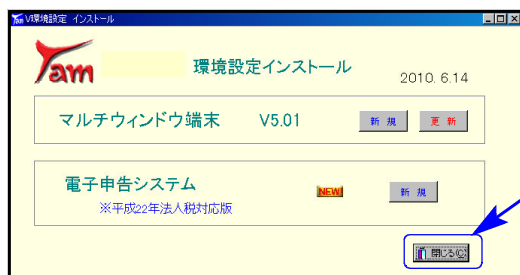 VI環境設定 インストール
Tam
環境設定インストール
2010. 6.14
マルチウィンドウ端末 V5.01 新 規 更 新
電子申告システム NEW 新 規
※平成22年法人税対応版
閉じる(C)